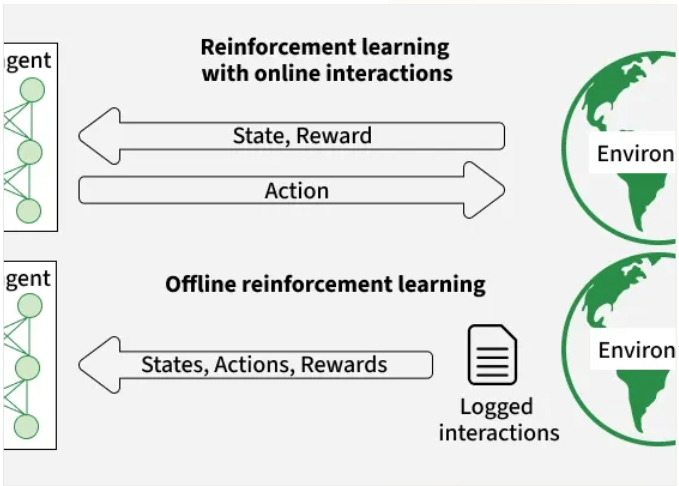 gent
Reinforcement learning
with online interactions
State, Reward
Environ
Action
gent
Offline reinforcement learning
States, Actions, Rewards
Environ
Logged
interactions